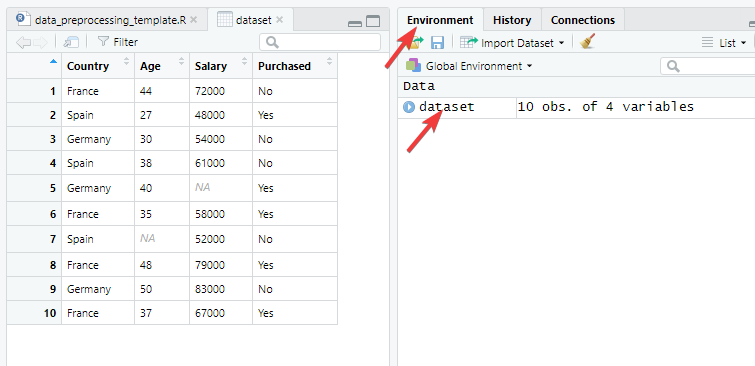 data_preprocessing_template.R
dataset
Filter
Country Age Salary Purchased
1 France 44 72000 No
2 Spain 27 48000 Yes
3 Germany 30 54000 No
4 Spain 38 61000 No
5 Germany 40 NA Yes
6 France 35 58000 Yes
7 Spain NA 52000 No
8 France 48 79000 Yes
9 Germany 50 83000 No
10 France 37 67000 Yes
Environment History Connections
Import Dataset List
Global Environment
Data
dataset 10 obs. of 4 variables